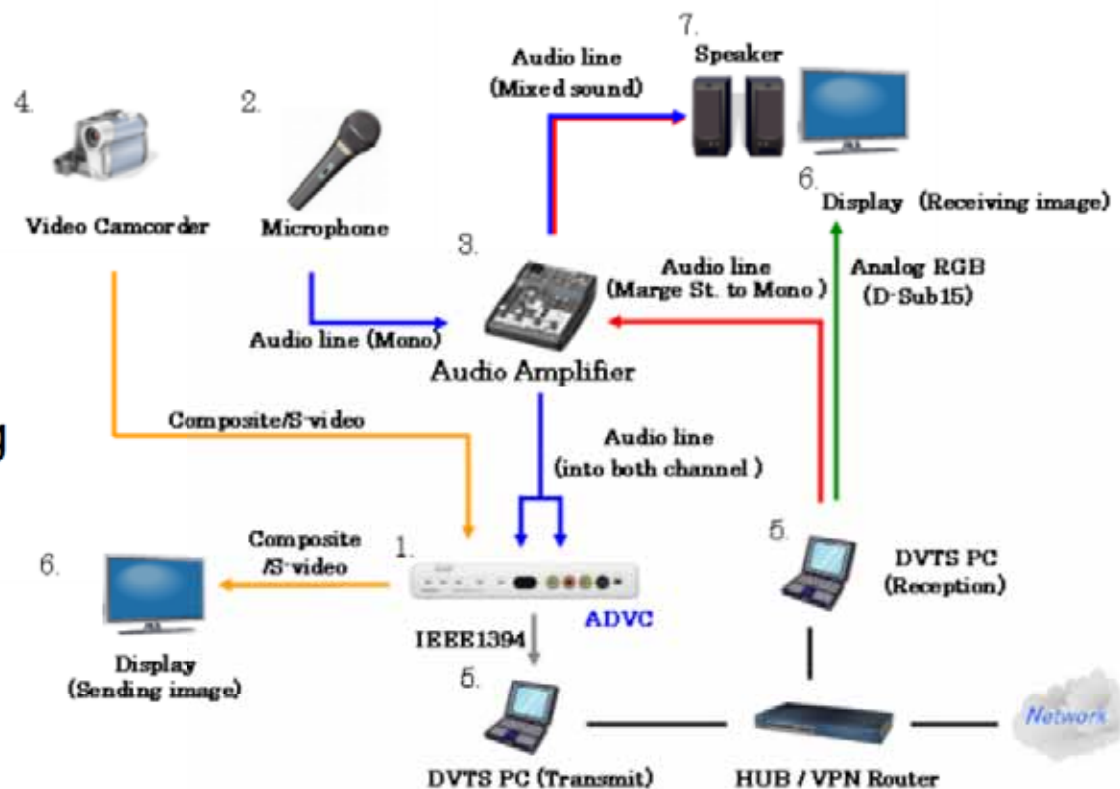 7.
Speaker
Audio line
(Mixed sound)
4.
2.
6.
Display (Receiving image)
Video Camcorder
Microphone
3.
Audio line
(Marge St. to Mono )
Analog RGB
(D-Sub15)
Audio line (Mono)
Audio Amplifier
Composite/S-video
g
Audio line
(into both channel )
Composite
/S-video
1.
5.
6.
DVTS PC
(Reception)
ADVC
IEEE1394
Display
(Sending image)
5.
Network
DVTS PC (Transmit)
HUB / VPN Router